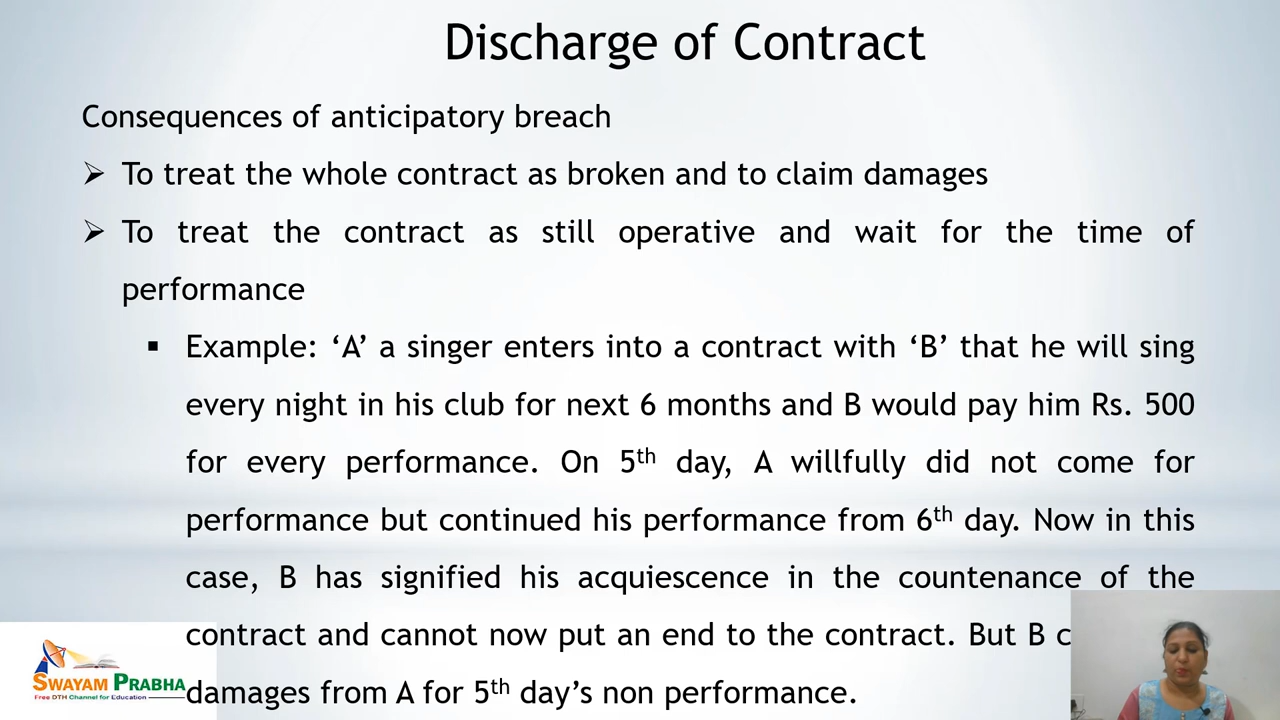 Discharge of Contract
Consequences of anticipatory breach
To treat the whole contract as broken and to claim damages
To treat the contract as still operative and wait for the time of
performance
Example: ‘A’ a singer enters into a contract with ‘B’ that he will sing
every night in his club for next 6 months and B would pay him Rs. 500
for every performance. On 5th day, A willfully did not come for
performance but continued his performance from 6th day. Now in this
case, B has signified his acquiescence in the countenance of the
contract and cannot now put an end to the contract. But B
damages from A for 5th day’s non performance.
SWAYAM PRABHA
Free DTH Channel for Education